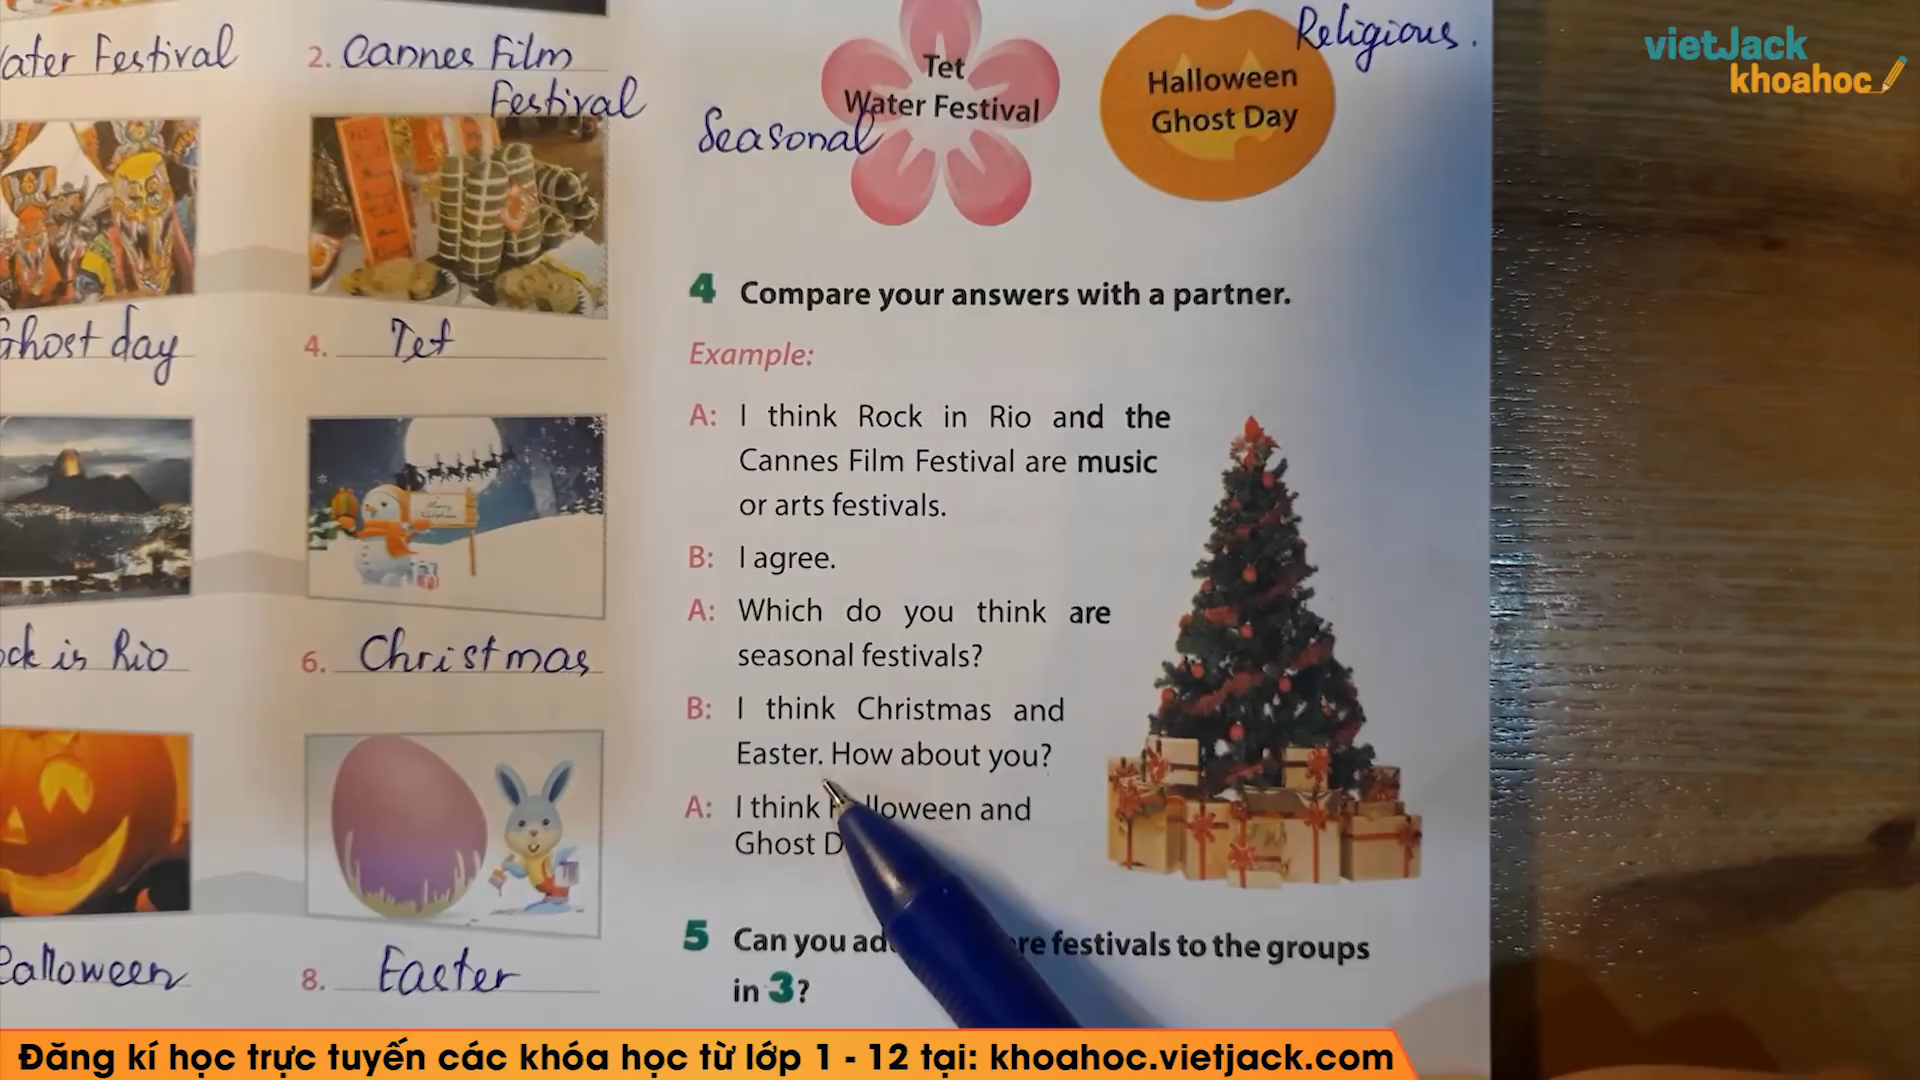 ater Festival
2. Cannes Film
Festival
Ghost day
4. Tet
ck is Rio
6. Christmas
alloween
8. Easter
Tet
Water Festival
Seasonal
Halloween
Ghost Day
Religious.
4 Compare your answers with a partner.
Example:
A: I think Rock in Rio and the
Cannes Film Festival are music
or arts festivals.
B: I agree.
A: Which do you think are
seasonal festivals?
B: I think Christmas and
Easter. How about you?
A: I think Halloween and
Ghost D
5 Can you ad re festivals to the groups
in 3?
vietJack
khoahoc
Đăng kí học trực tuyến các khóa học từ lớp 1 - 12 tại: khoahoc.vietjack.com